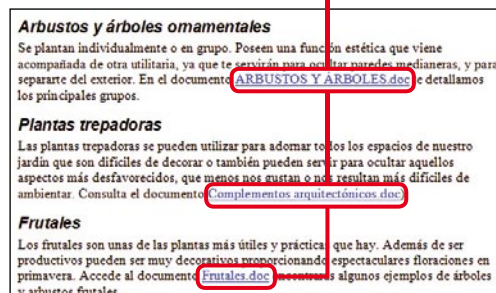 Arbustos y árboles ornamentales
Se plantan individualmente o en grupo. Poseen una función estética que viene
acompañada de otra utilitaria, ya que te servirán para ocultar paredes medianeras, y para
separarte del exterior. En el documento ARBUSTOS Y ÁRBOLES.doc te detallamos
los principales grupos.
Plantas trepadoras
Las plantas trepadoras se pueden utilizar para adornar todos los espacios de nuestro
jardín que son difíciles de decorar o también pueden servir para ocultar aquellos
aspectos más desfavorecidos, que menos nos gustan o nos resultan más difíciles de
ambientar. Consulta el documento Complementos arquitectónicos.doc)
Frutales
Los frutales son unas de las plantas más útiles y prácticas que hay. Además de ser
productivos pueden ser muy decorativos proporcionando espectaculares floraciones en
primavera. Accede al documento Frutales.doc encontrarás algunos ejemplos de árboles
y arbustos frutales